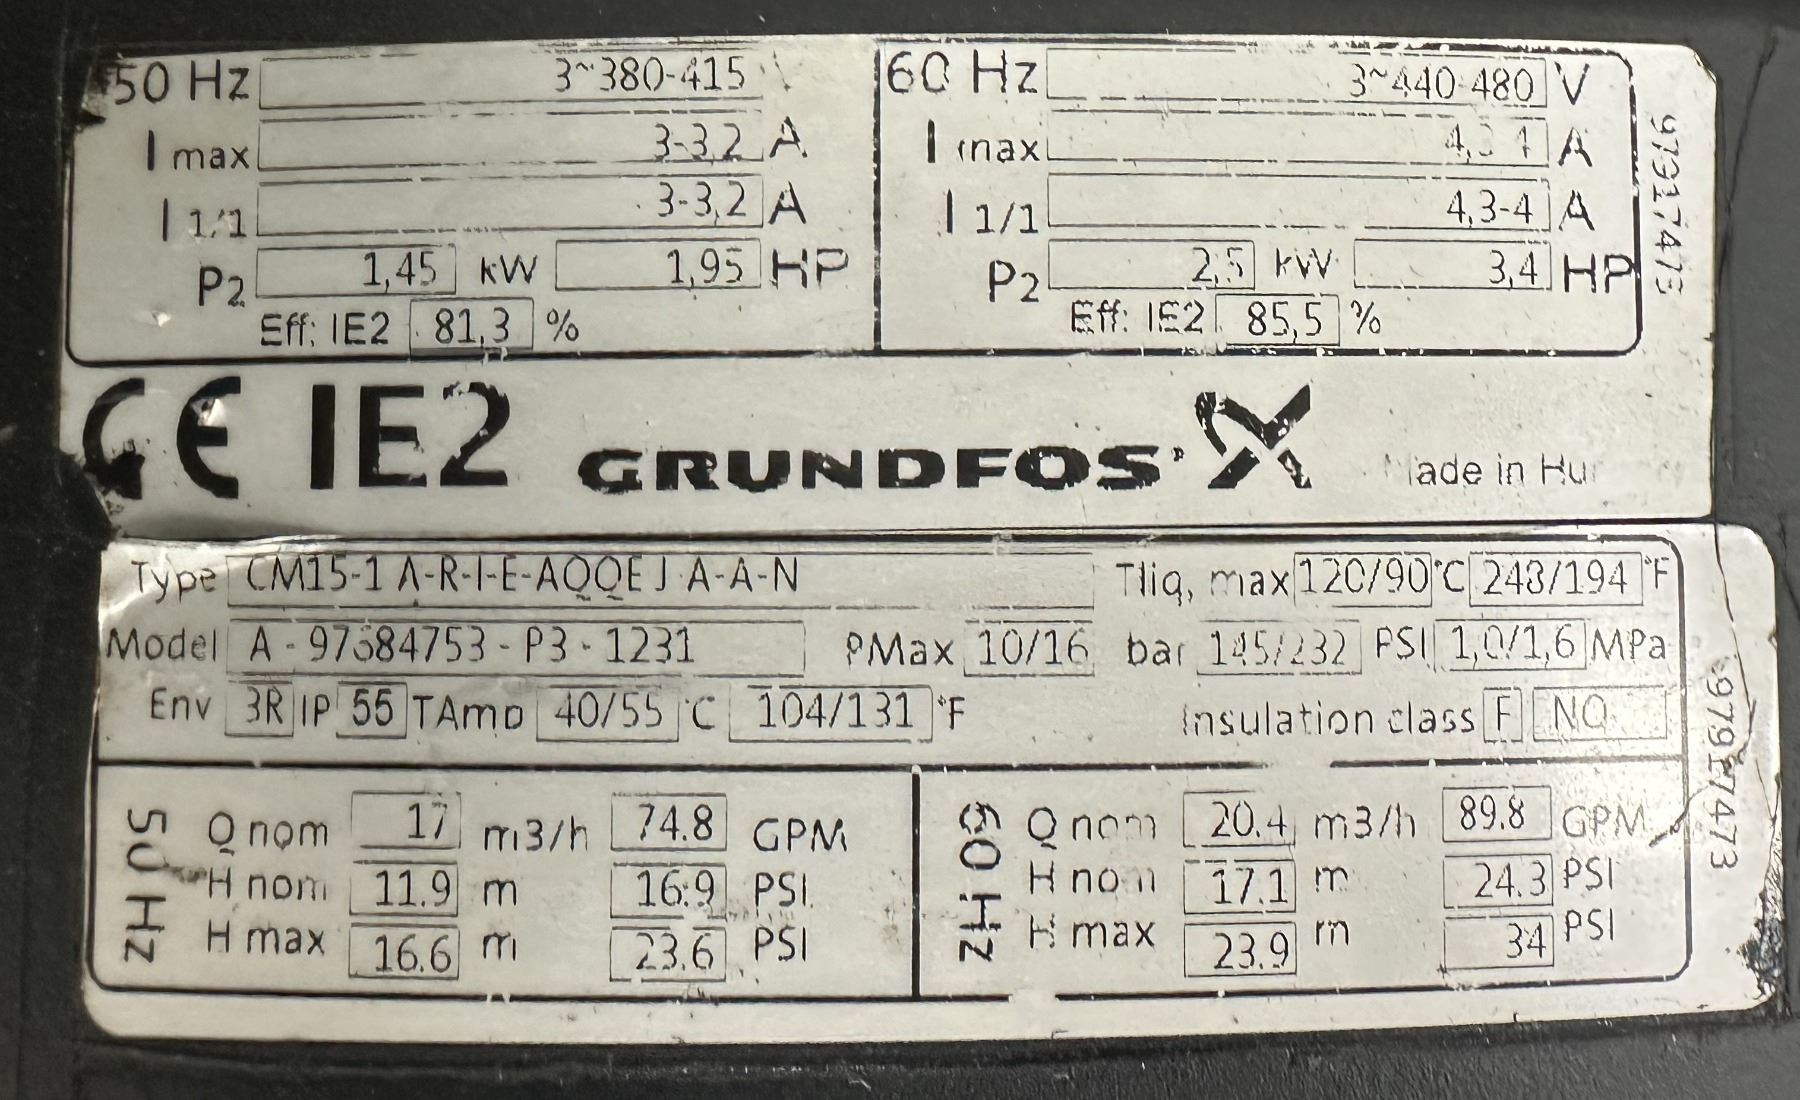 50 Hz 3~380-415 V
I max 3-3,2 A
I 1/1 3-3,2 A
P2 1,45 kW 1,95 HP
Eff: IE2 81,3 %
60 Hz 3~440-480 V
I max A
I 1/1 4,3-4 A
P2 2,5 kW 3,4 HP
Eff: IE2 85,5 %
97917473
CE IE2 GRUNDFOS X
Made in
Type CM15-1 A-R-I-E-AQQE J-A-A-N Tliq, max 120/90 °C 248/194 °F
Model A - 97684753 - P3 - 1231 PMax 10/16 bar 145/232 PSI 1,0/1,6 MPa
Env 3R IP 55 TAmb 40/55 °C 104/131 °F Insulation class F NO
50 Hz
Q nom 17 m3/h 74.8 GPM
H nom 11.9 m 16.9 PSI
H max 16.6 m 23.6 PSI
60 Hz
Q nom 20.4 m3/h 89.8 GPM
H nom 17.1 m 24.3 PSI
H max 23.9 m 34 PSI
97917473